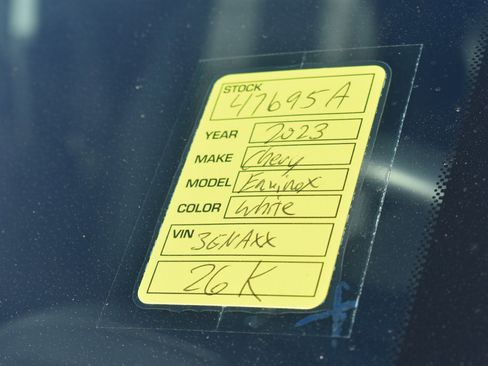 STOCK
47695A
YEAR 2023
MAKE Chevy
MODEL Equinox
COLOR White
VIN 3GNAXX
26K